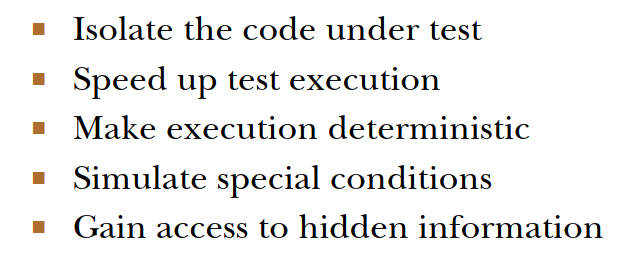 Isolate the code under test
Speed up test execution
Make execution deterministic
Simulate special conditions
Gain access to hidden information